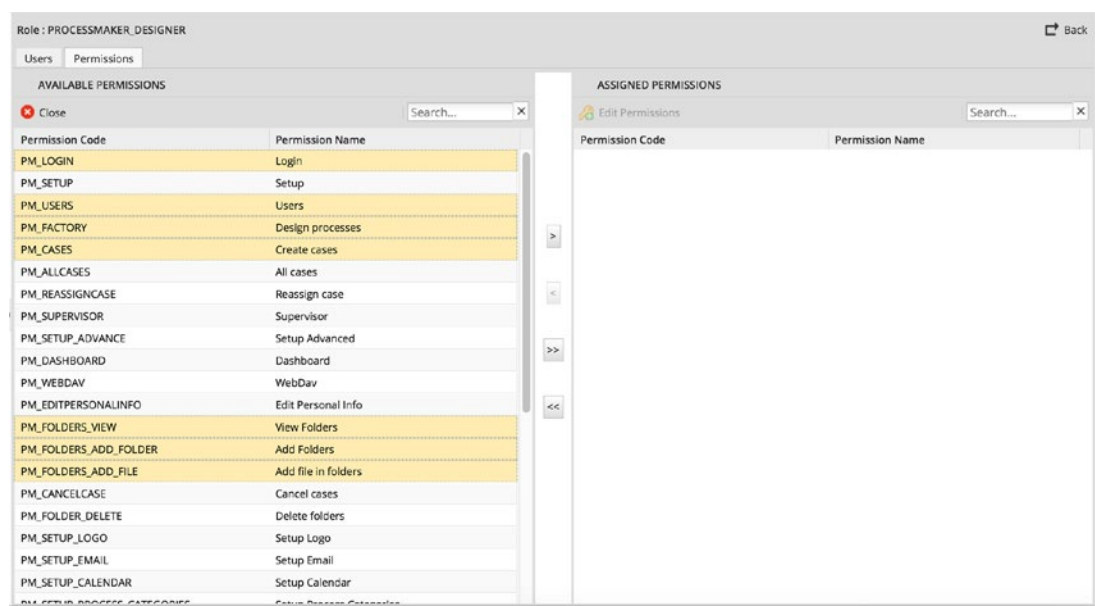 Role : PROCESSMAKER_DESIGNER
Back
Users Permissions
AVAILABLE PERMISSIONS
ASSIGNED PERMISSIONS
Close Search...
Edit Permissions Search...
Permission Code Permission Name
Permission Code Permission Name
PM_LOGIN Login
PM_SETUP Setup
PM_USERS Users
PM_FACTORY Design processes
PM_CASES Create cases
PM_ALLCASES All cases
PM_REASSIGNCASE Reassign case
PM_SUPERVISOR Supervisor
PM_SETUP_ADVANCE Setup Advanced
PM_DASHBOARD Dashboard
PM_WEBDAV WebDav
PM_EDITPERSONALINFO Edit Personal Info
PM_FOLDERS_VIEW View Folders
PM_FOLDERS_ADD_FOLDER Add Folders
PM_FOLDERS_ADD_FILE Add file in folders
PM_CANCELCASE Cancel cases
PM_FOLDER_DELETE Delete folders
PM_SETUP_LOGO Setup Logo
PM_SETUP_EMAIL Setup Email
PM_SETUP_CALENDAR Setup Calendar
PM_SETUP_PROCESS_CATEGORIES Setup Process Categories
>
<
>>
<<